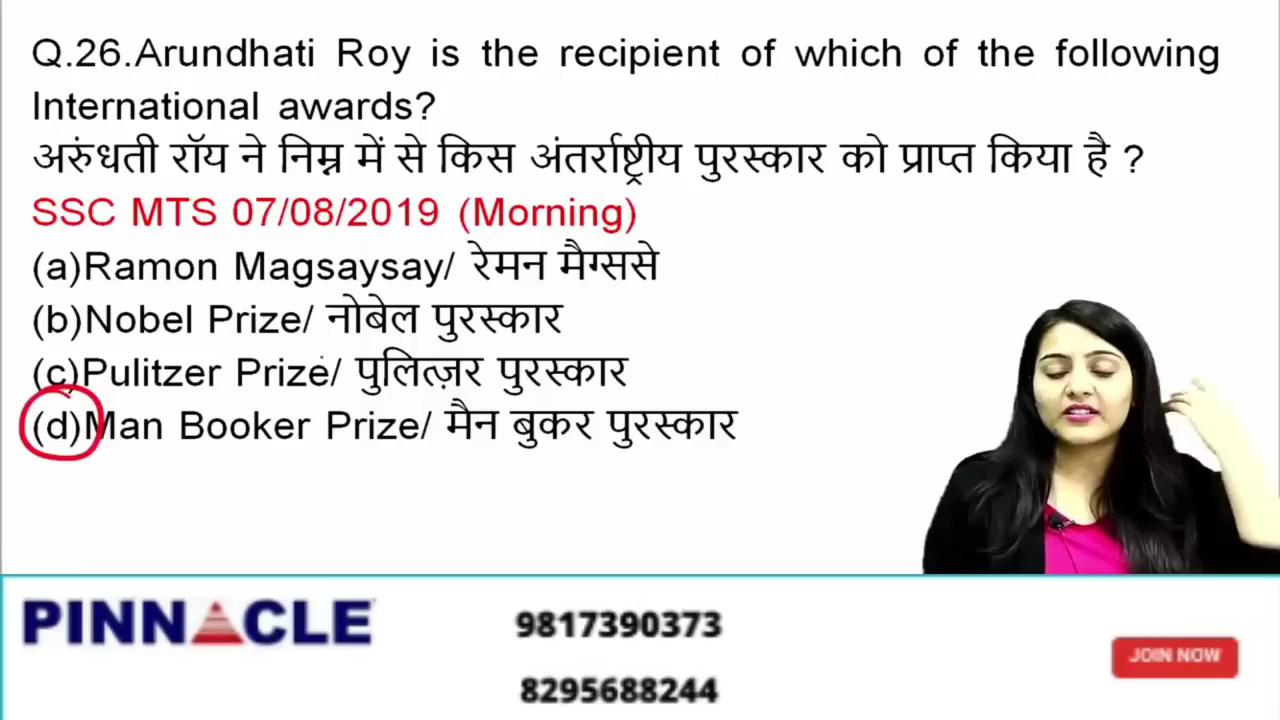 Q.26.Arundhati Roy is the recipient of which of the following
International awards?
अरुंधती रॉय ने निम्न में से किस अंतर्राष्ट्रीय पुरस्कार को प्राप्त किया है ?
SSC MTS 07/08/2019 (Morning)
(a)Ramon Magsaysay/ रेमन मैग्ससे
(b)Nobel Prize/ नोबेल पुरस्कार
(c)Pulitzer Prize/ पुलित्ज़र पुरस्कार
(d)Man Booker Prize/ मैन बुकर पुरस्कार
PINNACLE
9817390373
8295688244
JOIN NOW